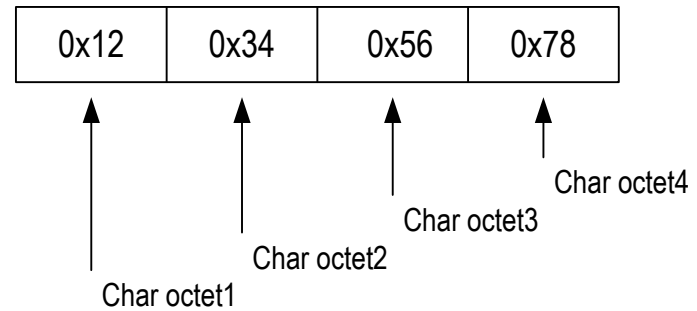 0x12 0x34 0x56 0x78
Char octet4
Char octet3
Char octet2
Char octet1